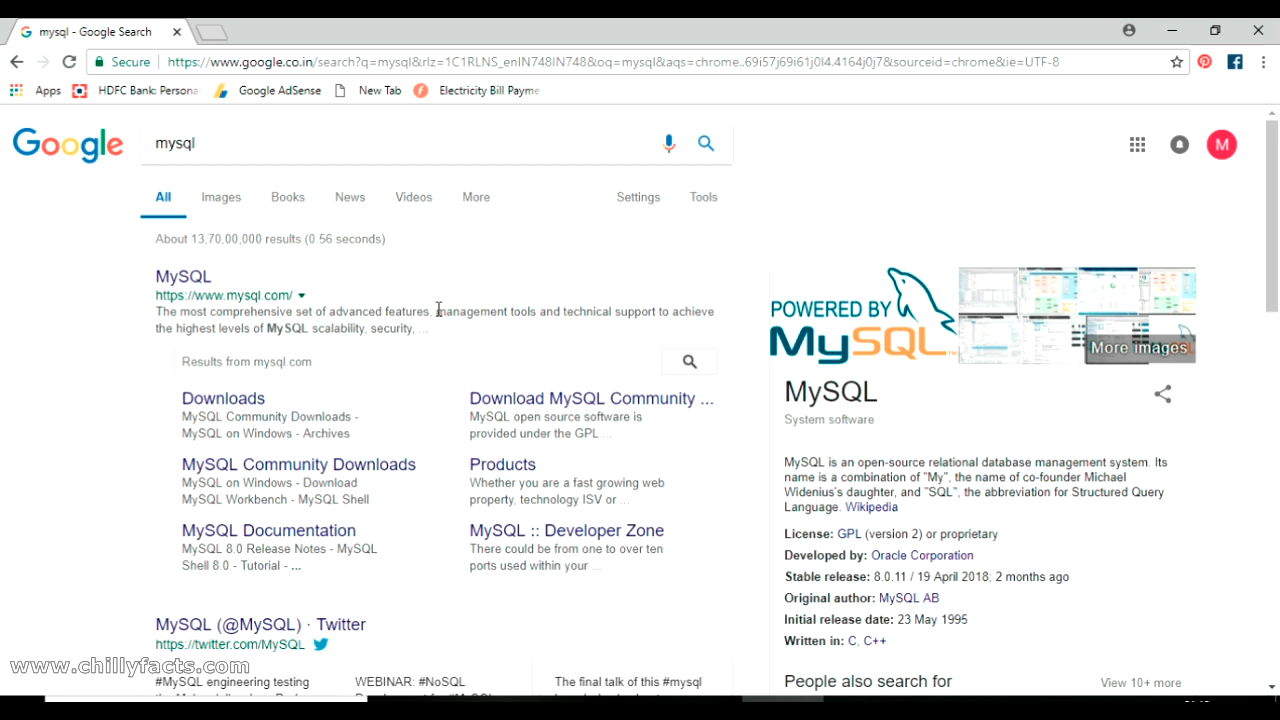 mysql - Google Search
Secure https://www.google.co.in/search?q=mysql&rlz=1C1RLNS_enIN748IN748&oq=mysql&aqs=chrome..69i57j69i61j0l4.4164j0j7&sourceid=chrome&ie=UTF-8
Apps HDFC Bank: Persona Google AdSense New Tab Electricity Bill Payme
Google mysql M
All Images Books News Videos More Settings Tools
About 13,70,00,000 results (0.56 seconds)
MySQL
https://www.mysql.com/
The most comprehensive set of advanced features, management tools and technical support to achieve
the highest levels of MySQL scalability, security, ...
Results from mysql.com
Downloads
MySQL Community Downloads -
MySQL on Windows - Archives
Download MySQL Community ...
MySQL open source software is
provided under the GPL ...
MySQL Community Downloads
MySQL on Windows - Download
MySQL Workbench - MySQL Shell
Products
Whether you are a fast growing web
property, technology ISV or ...
MySQL Documentation
MySQL 8.0 Release Notes - MySQL
Shell 8.0 - Tutorial - ...
MySQL :: Developer Zone
There could be from one to over ten
ports used within your ...
MySQL (@MySQL) · Twitter
https://twitter.com/MySQL
#MySQL engineering testing
WEBINAR: #NoSQL
The final talk of this #mysql
POWERED BY
MySQL
More images
MySQL
System software
MySQL is an open-source relational database management system. Its
name is a combination of "My", the name of co-founder Michael
Widenius's daughter, and "SQL", the abbreviation for Structured Query
Language. Wikipedia
License: GPL (version 2) or proprietary
Developed by: Oracle Corporation
Stable release: 8.0.11 / 19 April 2018; 2 months ago
Original author: MySQL AB
Initial release date: 23 May 1995
Written in: C, C++
People also search for View 10+ more
www.chillyfacts.com